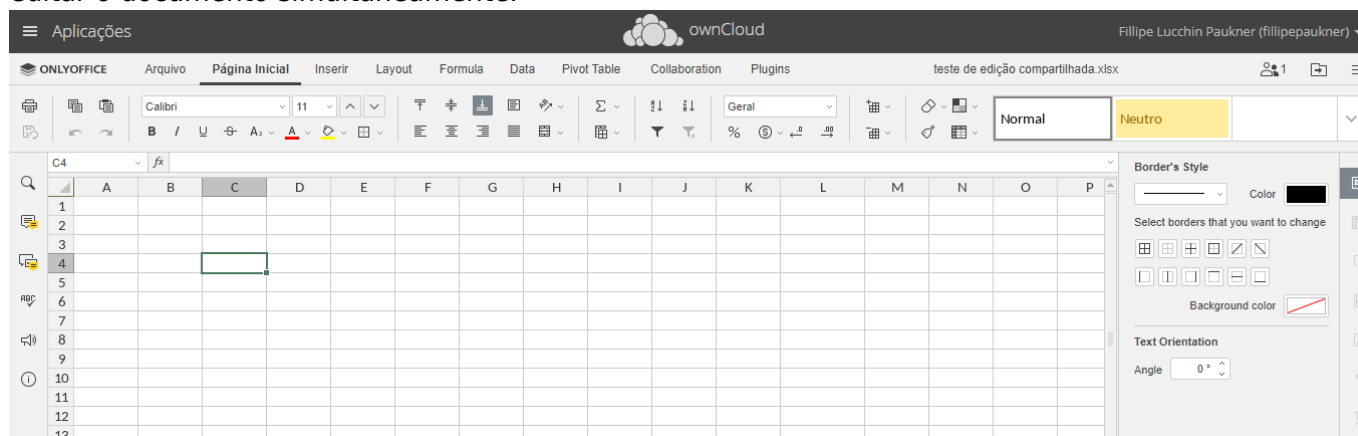 editar o documento simultaneamente.
Aplicações ownCloud Fillipe Lucchin Paukner (fillipepaukner)
ONLYOFFICE Arquivo Página Inicial Inserir Layout Formula Data Pivot Table Collaboration Plugins teste de edição compartilhada.xlsx 1
Calibri 11 Geral
B I U A A % Normal Neutro
C4 fx
A B C D E F G H I J K L M N O P
1
2
3
4
5
6
7
8
9
10
11
12
13
ABC
Border's Style
Color
Select borders that you want to change
Background color
Text Orientation
Angle 0 °